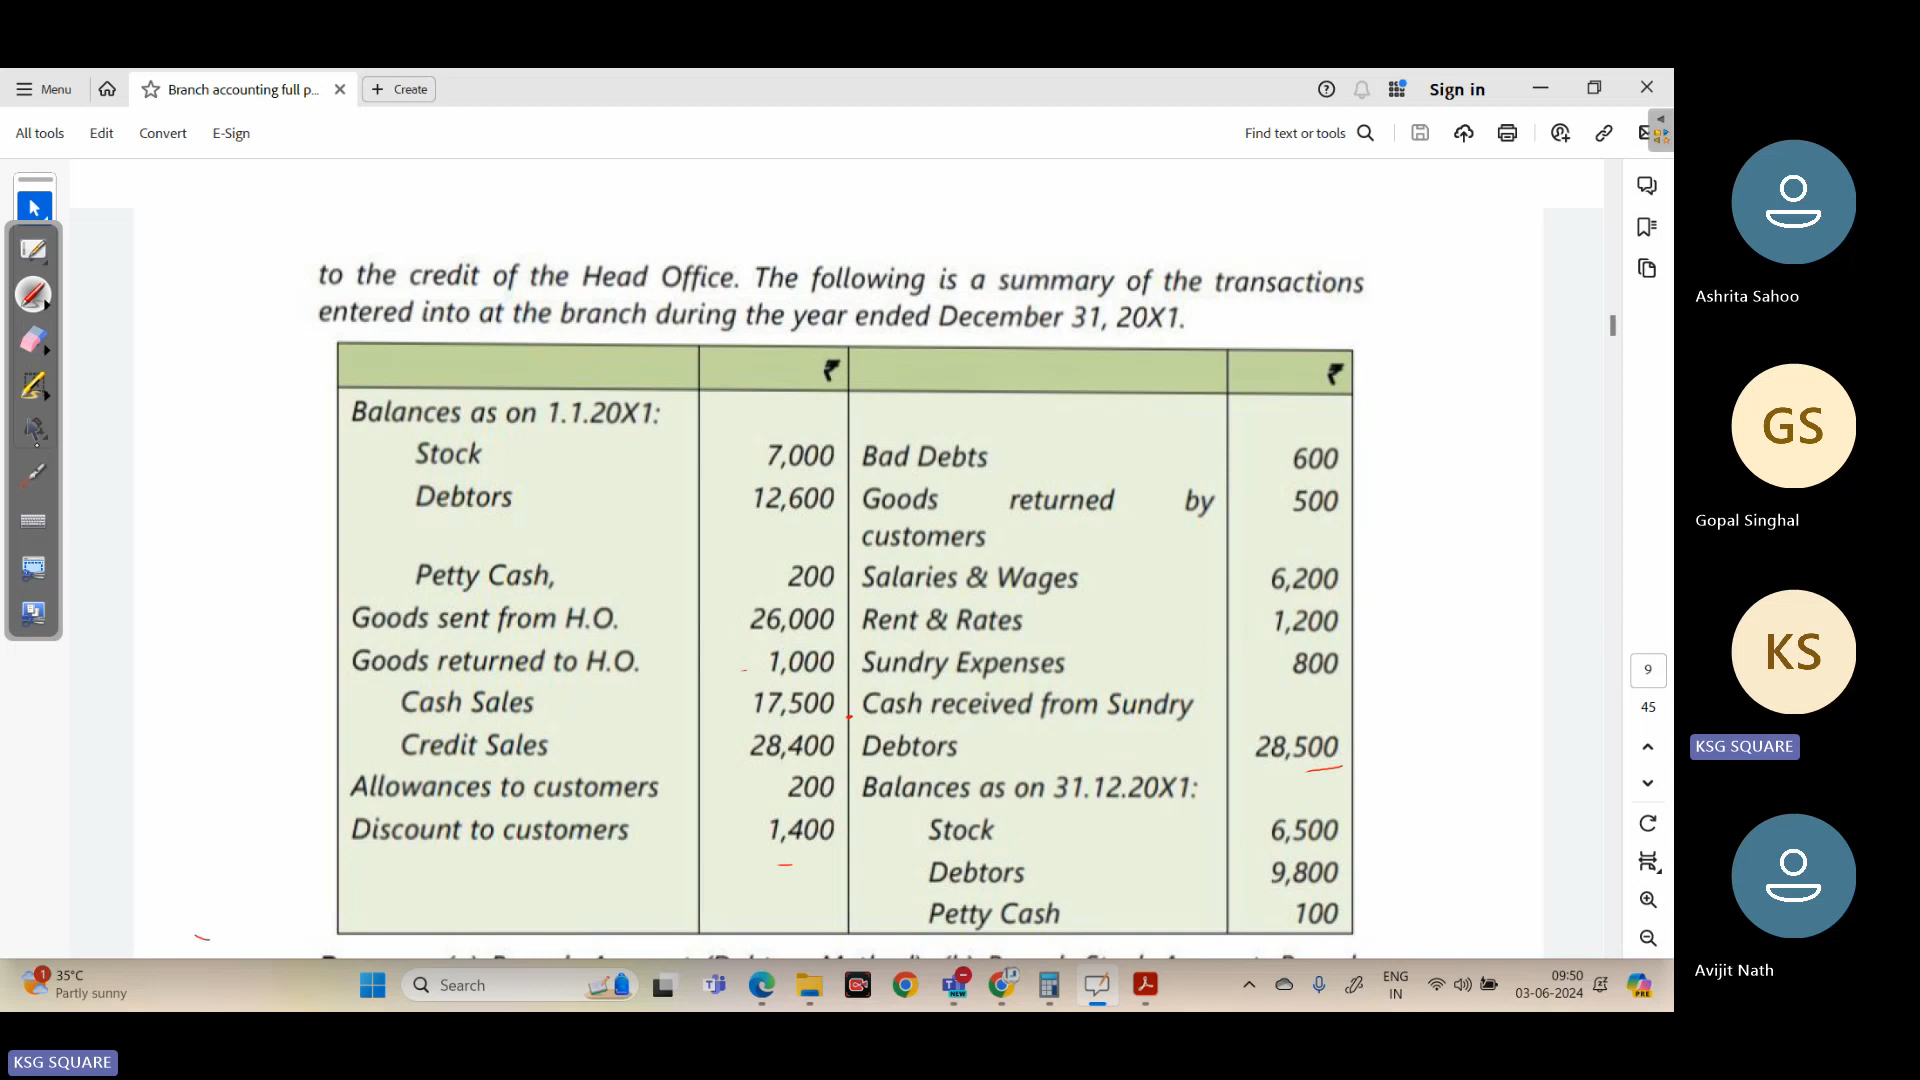 Menu
Branch accounting full p...
Create
Sign in
All tools
Edit
Convert
E-Sign
Find text or tools
to the credit of the Head Office. The following is a summary of the transactions
entered into at the branch during the year ended December 31, 20X1.
₹ ₹
Balances as on 1.1.20X1:
Stock 7,000 Bad Debts 600
Debtors 12,600 Goods returned by 500
customers
Petty Cash, 200 Salaries & Wages 6,200
Goods sent from H.O. 26,000 Rent & Rates 1,200
Goods returned to H.O. 1,000 Sundry Expenses 800
Cash Sales 17,500 Cash received from Sundry
Credit Sales 28,400 Debtors 28,500
Allowances to customers 200 Balances as on 31.12.20X1:
Discount to customers 1,400 Stock 6,500
Debtors 9,800
Petty Cash 100
9
45
Ashrita Sahoo
GS
Gopal Singhal
KS
KSG SQUARE
Avijit Nath
1
35°C
Partly sunny
Search
NEW
ENG
IN
09:50
03-06-2024
PRE
KSG SQUARE